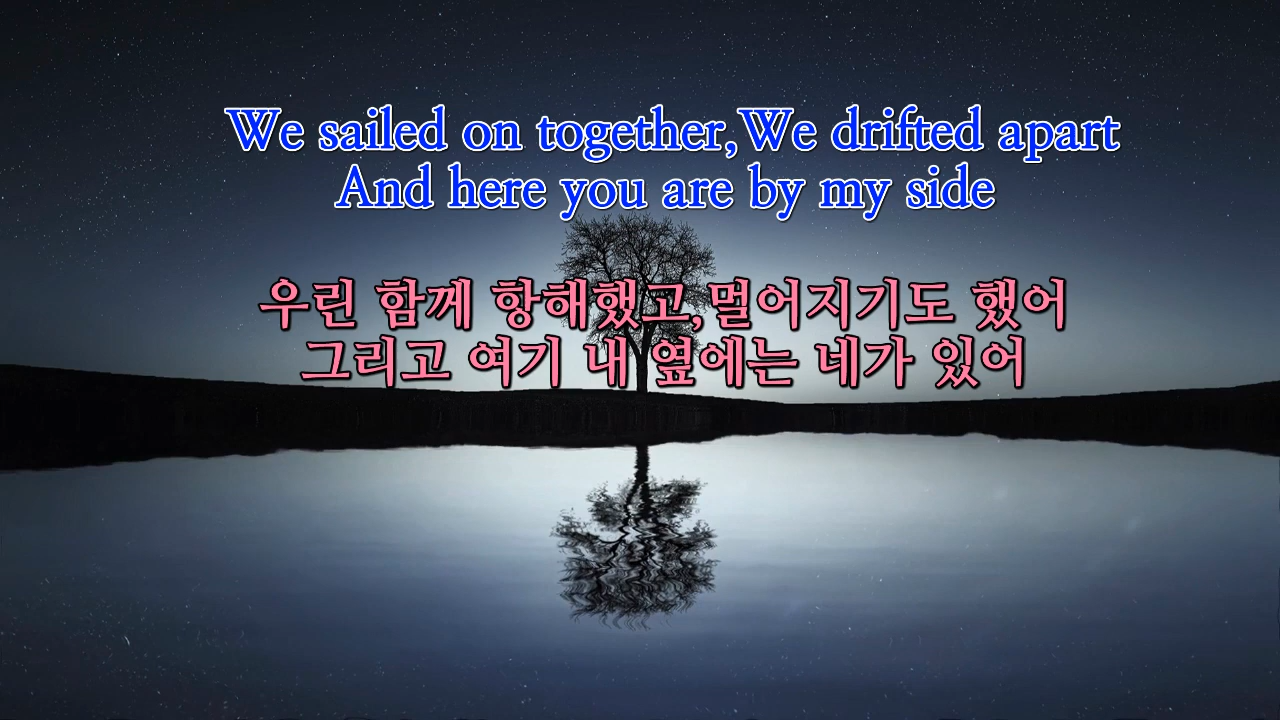 We sailed on together,We drifted apart
And here you are by my side
우린 함께 항해했고,멀어지기도 했어
그리고 여기 내 옆에는 네가 있어